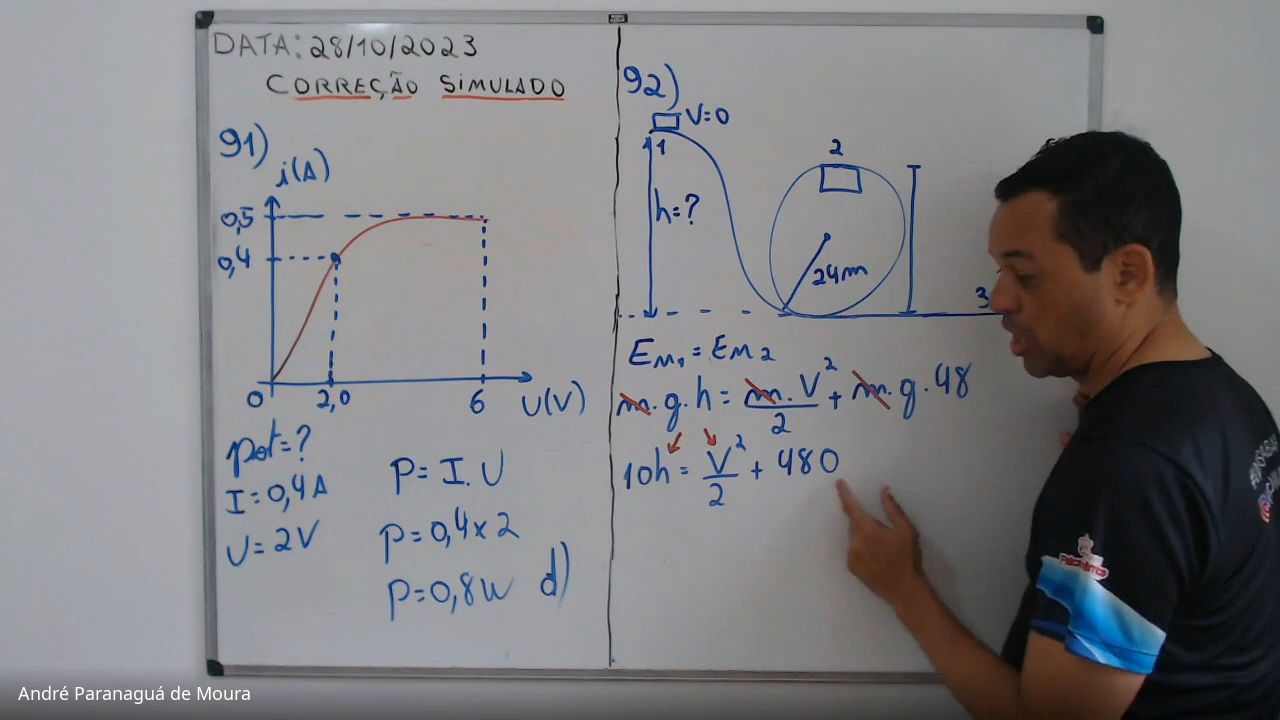 DATA: 28/10/2023
CORREÇÃO SIMULADO
91)
i(A)
0,5
0,4
0
2,0
6
U(V)
Pot=?
I=0,4A
U=2V
P=I.U
P=0,4x2
P=0,8W d)
92)
V=0
1
h=?
2
24m
3
EM1=EM2
m.g.h=m.V²/2+m.g.48
10h=V²/2+480
André Paranaguá de Moura